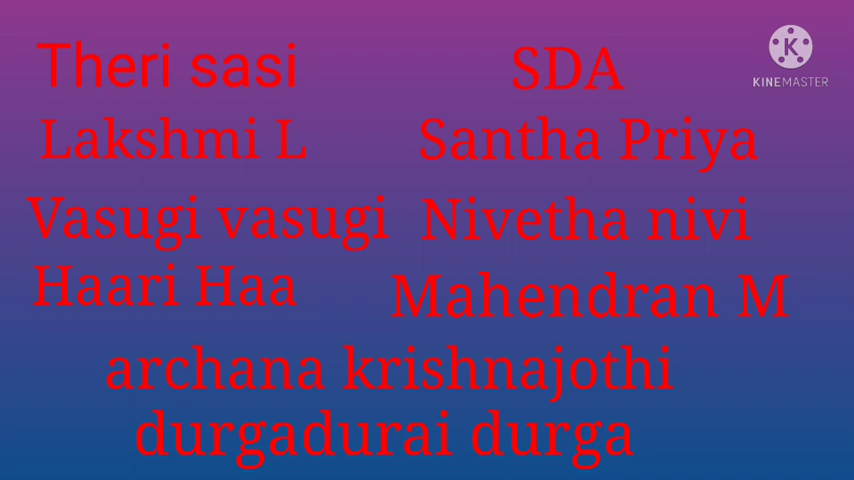 Theri sasi SDA
KINEMASTER
Lakshmi L Santha Priya
Vasugi vasugi Nivetha nivi
Haari Haa Mahendran M
archana krishnajothi
durgadurai durga